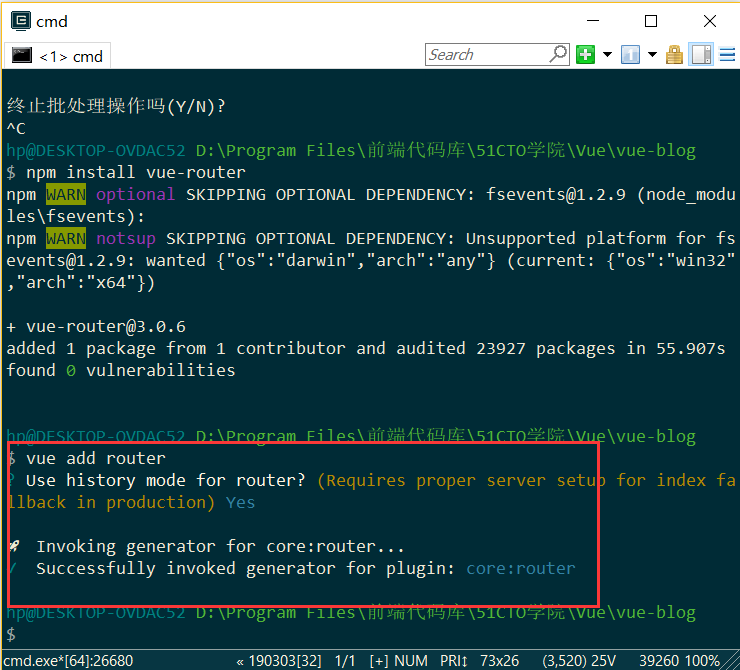 cmd
<1> cmd
Search
终止批处理操作吗(Y/N)?
^C
hp@DESKTOP-OVDAC52 D:\Program Files\前端代码库\51CTO学院\Vue\vue-blog
$ npm install vue-router
npm WARN optional SKIPPING OPTIONAL DEPENDENCY: fsevents@1.2.9 (node_modu
les\fsevents):
npm WARN notsup SKIPPING OPTIONAL DEPENDENCY: Unsupported platform for fs
events@1.2.9: wanted {"os":"darwin","arch":"any"} (current: {"os":"win32"
,"arch":"x64"})
+ vue-router@3.0.6
added 1 package from 1 contributor and audited 23927 packages in 55.907s
found 0 vulnerabilities
hp@DESKTOP-OVDAC52 D:\Program Files\前端代码库\51CTO学院\Vue\vue-blog
$ vue add router
? Use history mode for router? (Requires proper server setup for index fa
llback in production) Yes
Invoking generator for core:router...
Successfully invoked generator for plugin: core:router
hp@DESKTOP-OVDAC52 D:\Program Files\前端代码库\51CTO学院\Vue\vue-blog
$
cmd.exe*[64]:26680 « 190303[32] 1/1 [+] NUM PRI↕ 73x26 (3,520) 25V 39260 100%